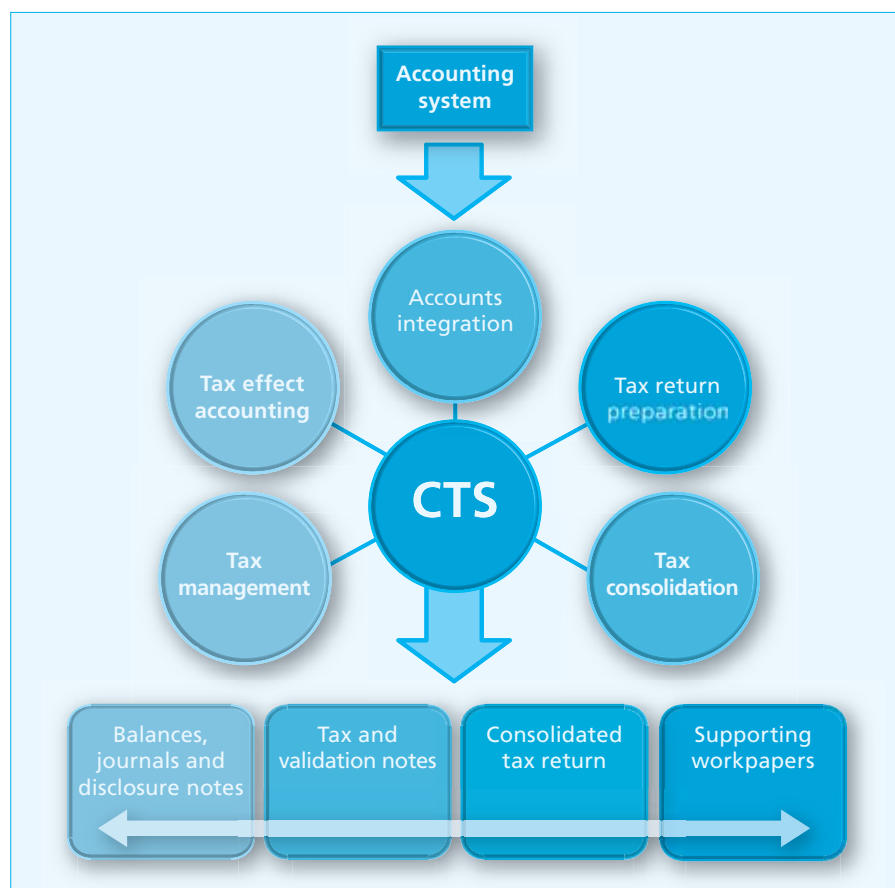 Accounting
system
Accounts
integration
Tax effect
accounting
Tax return
preparation
CTS
Tax
management
Tax
consolidation
Balances,
journals and
disclosure notes
Tax and
validation notes
Consolidated
tax return
Supporting
workpapers